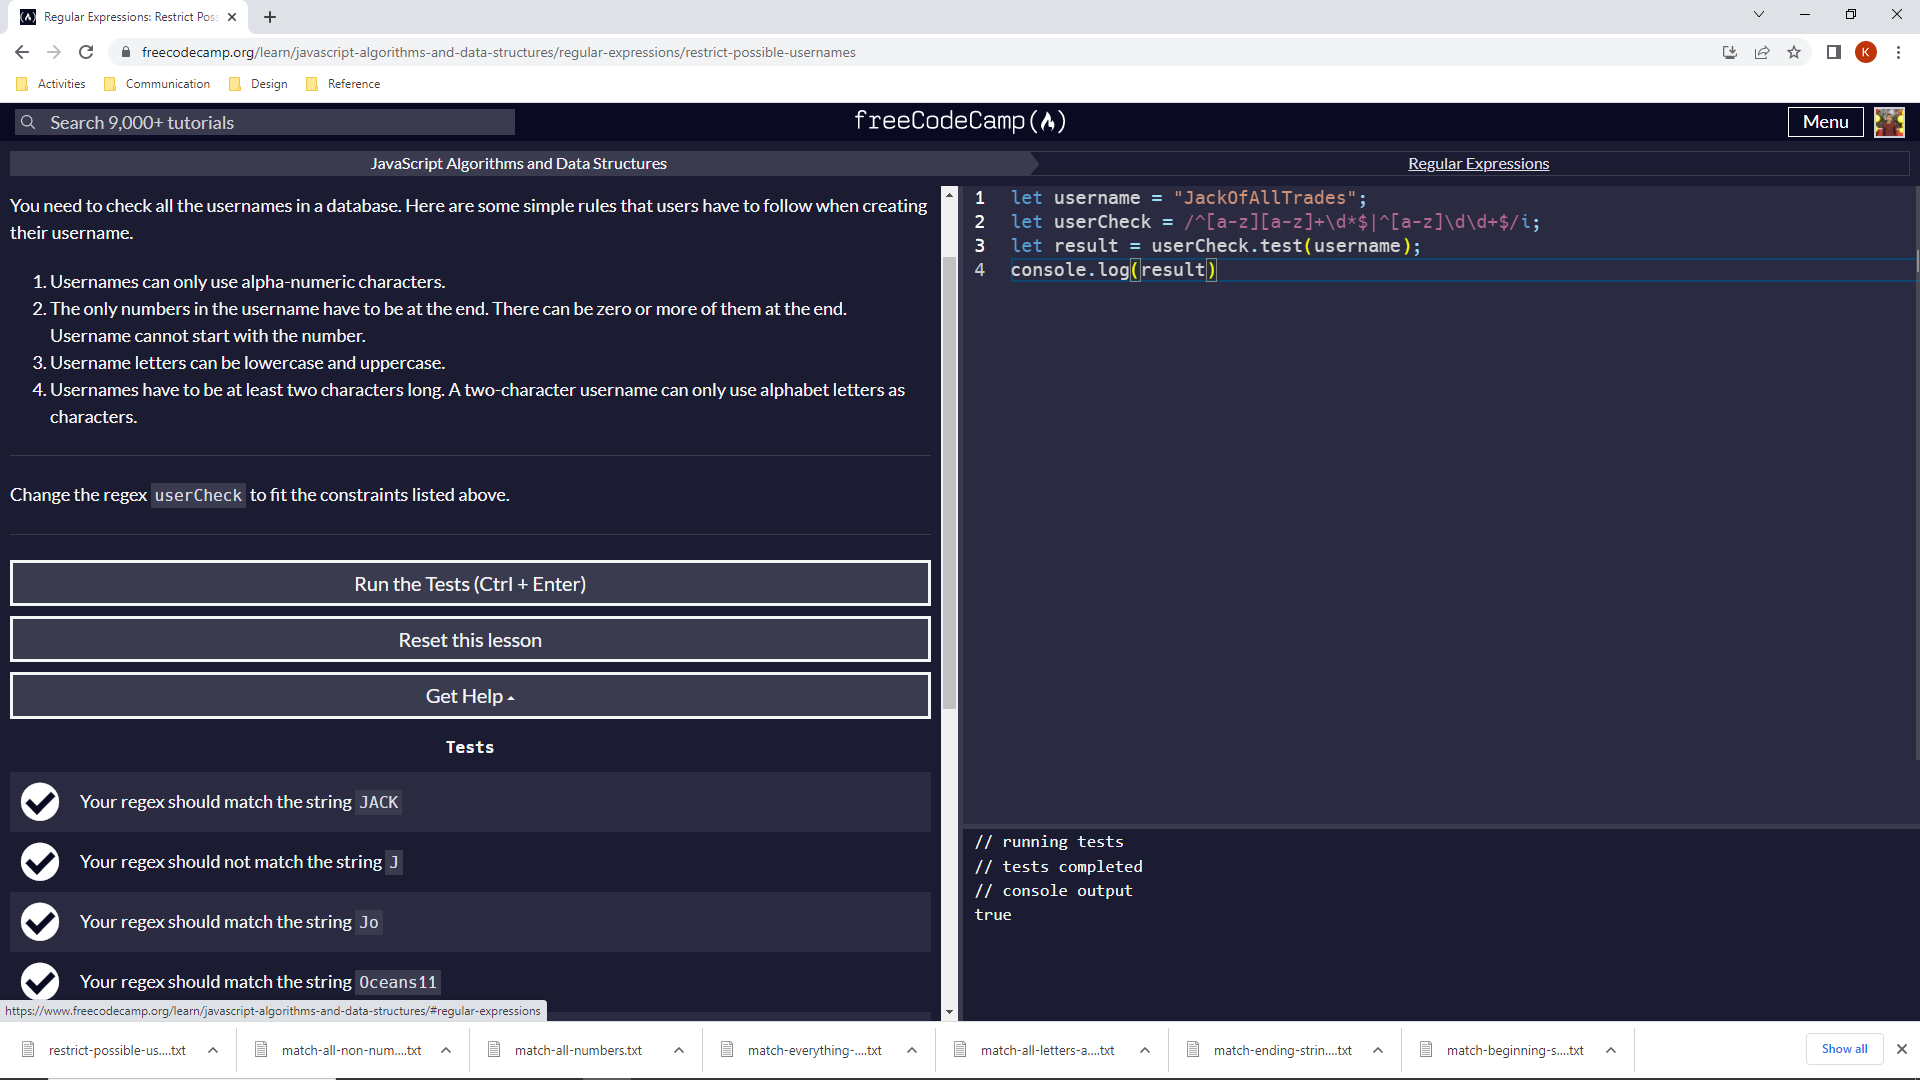 Regular Expressions: Restrict Pos
freecodecamp.org/learn/javascript-algorithms-and-data-structures/regular-expressions/restrict-possible-usernames
K
Activities
Communication
Design
Reference
Search 9,000+ tutorials
freeCodeCamp
Menu
JavaScript Algorithms and Data Structures
Regular Expressions
You need to check all the usernames in a database. Here are some simple rules that users have to follow when creating
their username.
1. Usernames can only use alpha-numeric characters.
2. The only numbers in the username have to be at the end. There can be zero or more of them at the end.
Username cannot start with the number.
3. Username letters can be lowercase and uppercase.
4. Usernames have to be at least two characters long. A two-character username can only use alphabet letters as
characters.
Change the regex userCheck to fit the constraints listed above.
Run the Tests (Ctrl + Enter)
Reset this lesson
Get Help
Tests
Your regex should match the string JACK
Your regex should not match the string J
Your regex should match the string Jo
Your regex should match the string Oceans11
https://www.freecodecamp.org/learn/javascript-algorithms-and-data-structures/#regular-expressions
1 let username = "JackOfAllTrades";
2 let userCheck = /^[a-z][a-z]+\d*$|^[a-z]\d\d+$/i;
3 let result = userCheck.test(username);
4 console.log(result)
// running tests
// tests completed
// console output
true
restrict-possible-us....txt
match-all-non-num....txt
match-all-numbers.txt
match-everything-....txt
match-all-letters-a....txt
match-ending-strin....txt
match-beginning-s....txt
Show all